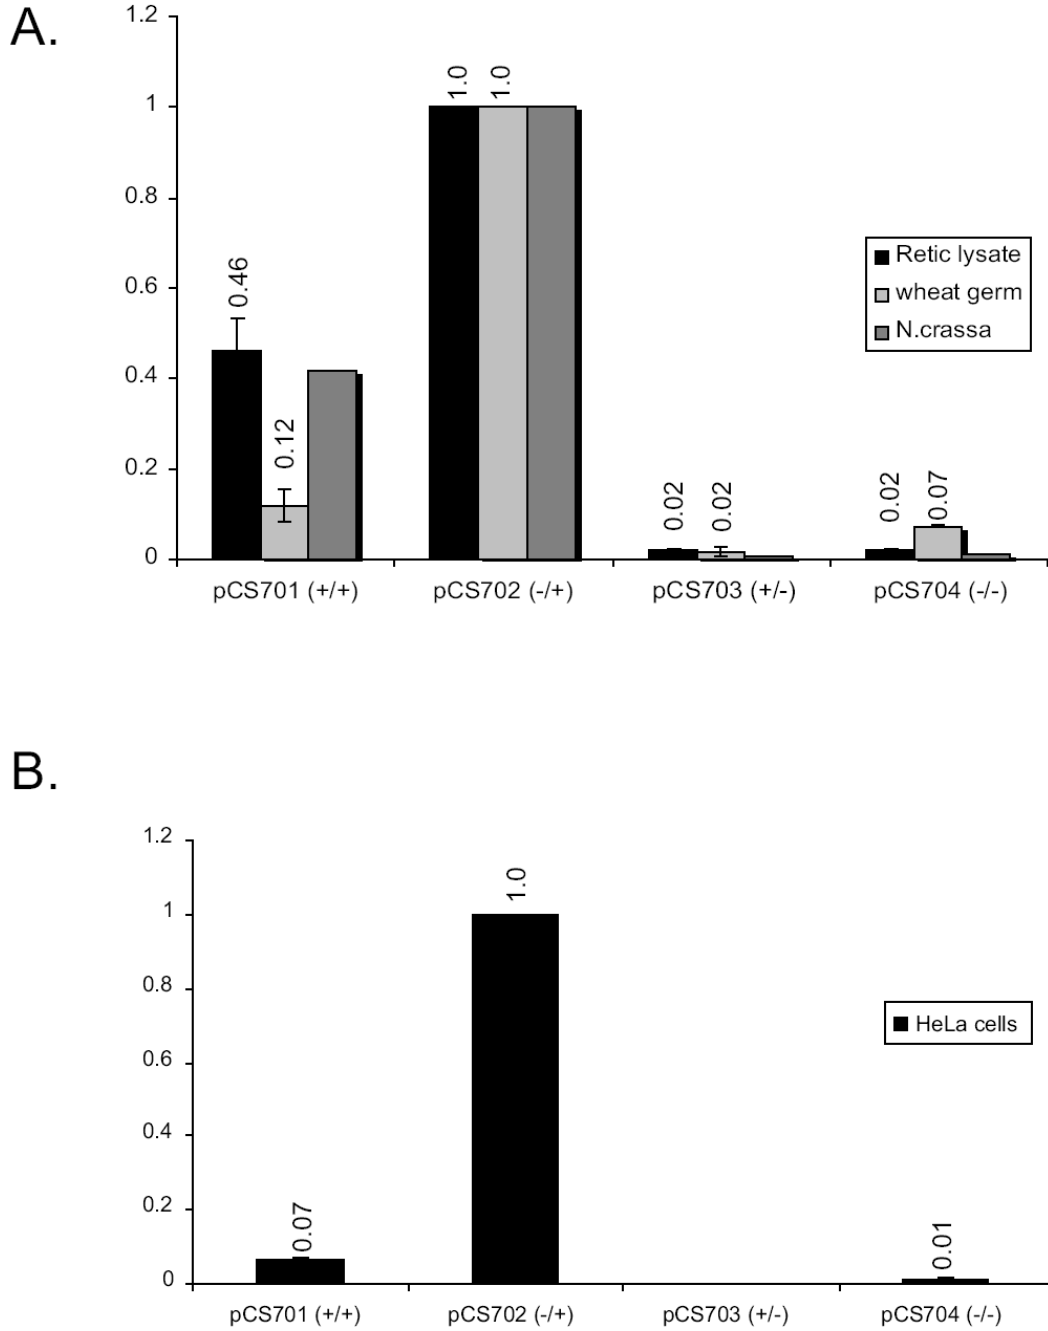 A.
1.2
1
0.8
0.6
0.4
0.2
0
0.46
0.12
1.0
1.0
0.02
0.02
0.02
0.07
Retic lysate
wheat germ
N.crassa
pCS701 (+/+)
pCS702 (-/+)
pCS703 (+/-)
pCS704 (-/-)
B.
1.2
1
0.8
0.6
0.4
0.2
0
0.07
1.0
0.01
HeLa cells
pCS701 (+/+)
pCS702 (-/+)
pCS703 (+/-)
pCS704 (-/-)